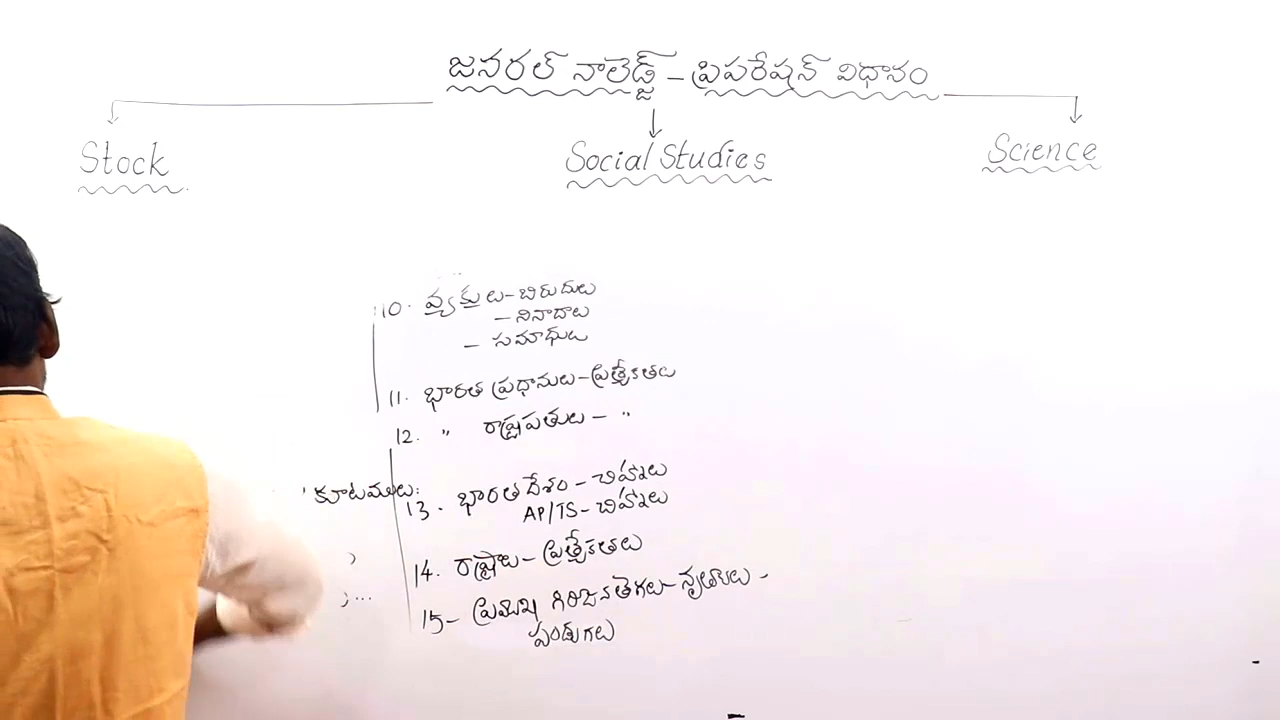 జనరల్ నాలెడ్జ్ - ప్రిపరేషన్ విధానం
Stock
Social Studies
Science
10. వ్యక్తులు - బిరుదులు
- నినాదాలు
- సమాధులు
11. భారత ప్రధానులు - ప్రత్యేకతలు
12. " రాష్ట్రపతులు - "
కూటములు:
13. భారతదేశం - చిహ్నాలు
AP/TS - చిహ్నాలు
14. రాష్ట్రాలు - ప్రత్యేకతలు
15- ప్రముఖ గిరిజన తెగలు - నృత్యాలు -
పండుగలు